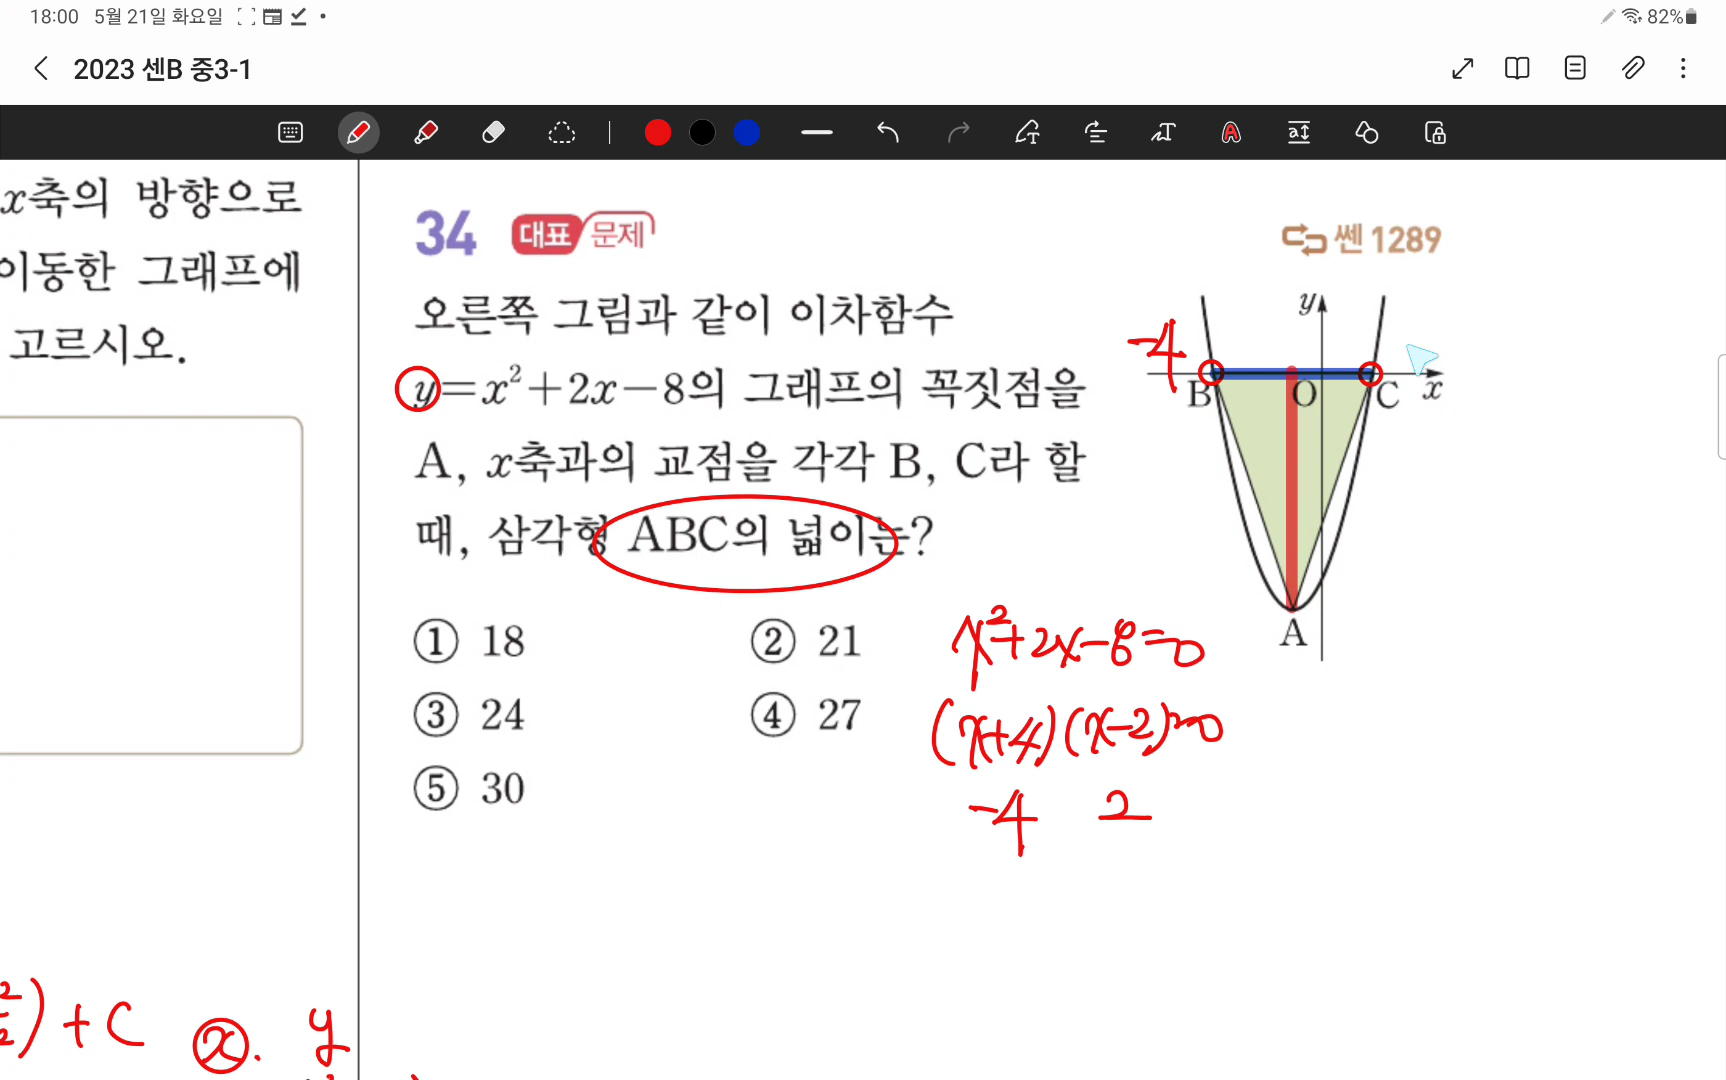 18:00 5월 21일 화요일
82%
2023 센B 중3-1
x축의 방향으로
이동한 그래프에
고르시오.
34 대표 문제
쎈 1289
오른쪽 그림과 같이 이차함수
y=x²+2x−8의 그래프의 꼭짓점을
A, x축과의 교점을 각각 B, C라 할
때, 삼각형 ABC의 넓이는?
① 18
② 21
③ 24
④ 27
⑤ 30
y
-4
B
O
C
x
A
x²+2x-8=0
(x+4)(x-2)=0
-4 2
)+C
x.
y